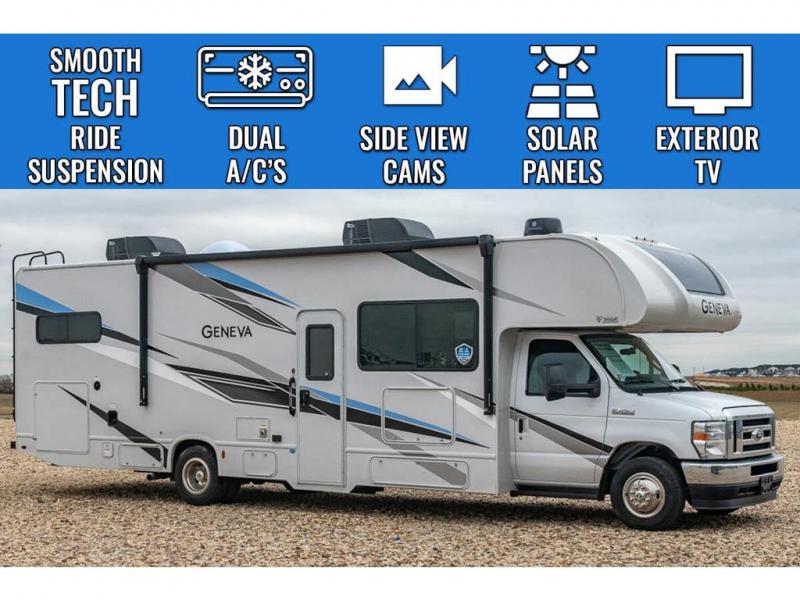 SMOOTH
TECH
RIDE
SUSPENSION
DUAL
A/C'S
SIDE VIEW
CAMS
SOLAR
PANELS
EXTERIOR
TV
GENEVA
GENEVA